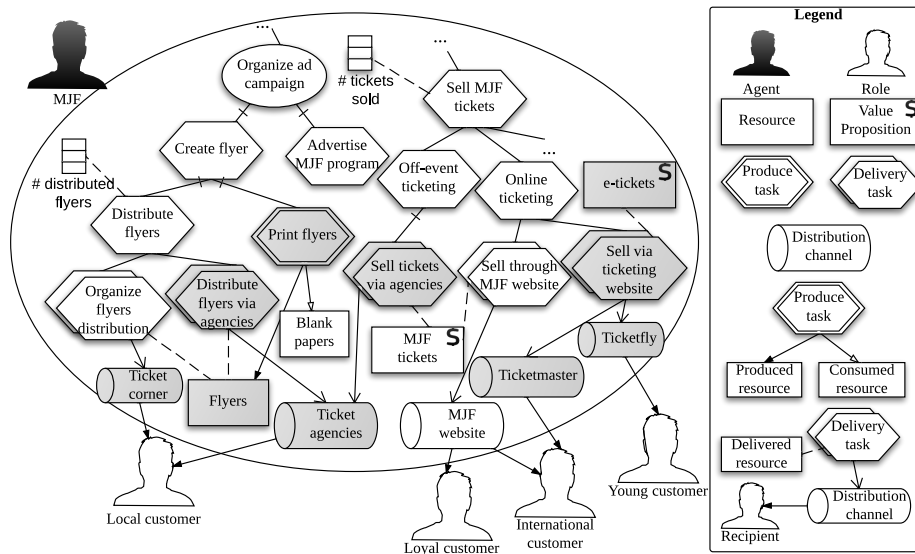 ...
...
MJF
Organize ad
campaign
# tickets
sold
Sell MJF
tickets
Create flyer
Advertise
MJF program
# distributed
flyers
Off-event
ticketing
...
Online
ticketing
e-tickets $
Distribute
flyers
Print flyers
Organize
flyers
distribution
Distribute
flyers via
agencies
Blank
papers
Sell tickets
via agencies
Sell through
MJF website
Sell via
ticketing
website
MJF $
tickets
Ticketfly
Ticket
corner
Flyers
Ticket
agencies
MJF
website
Ticketmaster
Local customer
Loyal customer
International
customer
Young customer
Legend
Agent
Role
Resource
Value $
Proposition
Produce
task
Delivery
task
Distribution
channel
Produce
task
Produced
resource
Consumed
resource
Delivered
resource
Delivery
task
Recipient
Distribution
channel